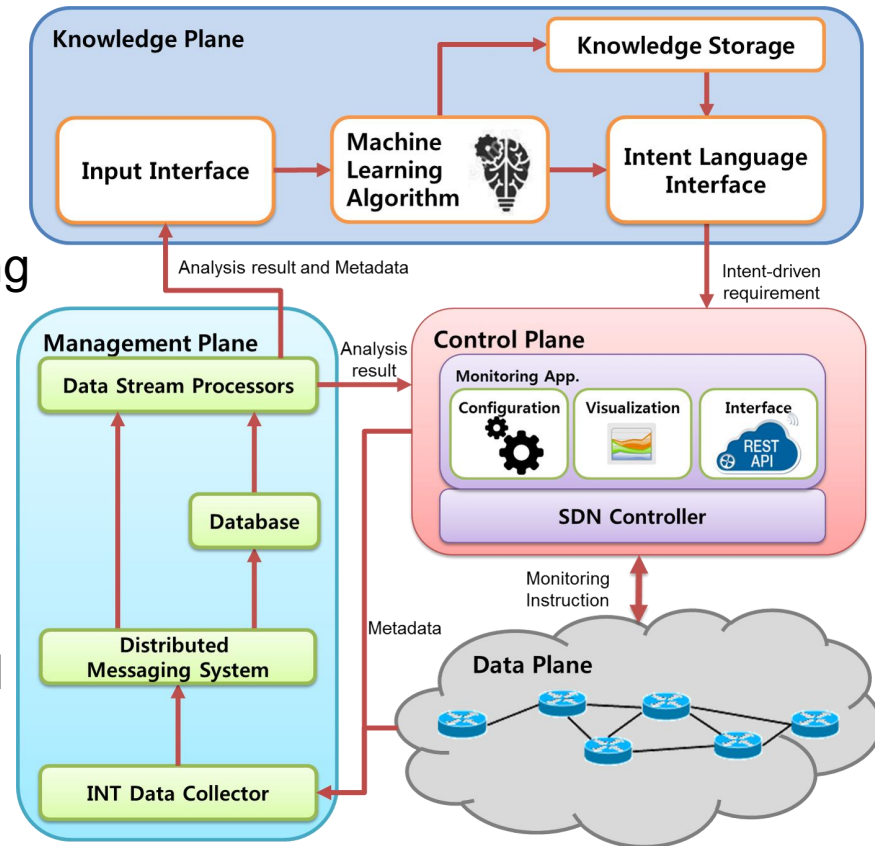 Knowledge Plane
Knowledge Storage
Input Interface
Machine
Learning
Algorithm
Intent Language
Interface
Analysis result and Metadata
Intent-driven
requirement
Management Plane
Data Stream Processors
Analysis
result
Control Plane
Monitoring App.
Configuration
Visualization
Interface
REST
API
SDN Controller
Database
Monitoring
Instruction
Distributed
Messaging System
Metadata
Data Plane
INT Data Collector